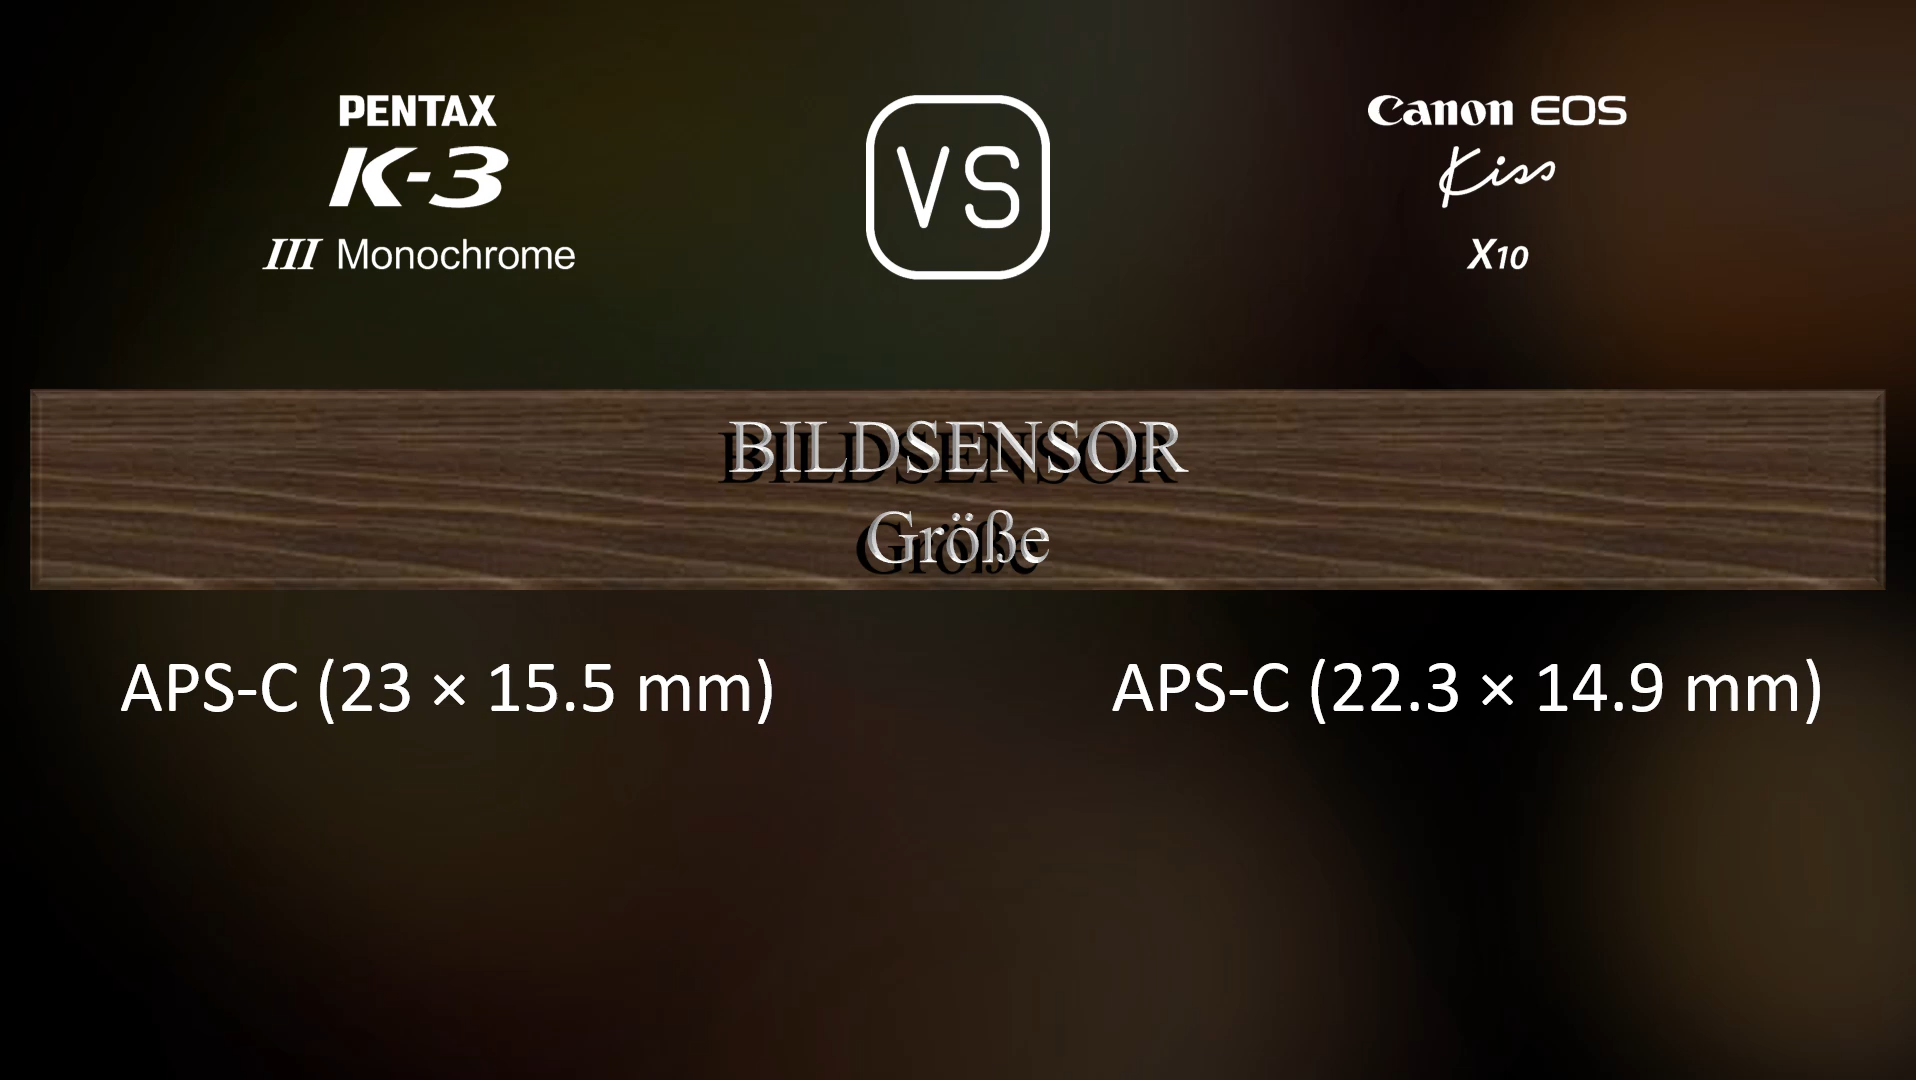 PENTAX
K-3
III Monochrome
VS
Canon EOS
Kiss
X10
BILDSENSOR
Größe
APS-C (23 × 15.5 mm)
APS-C (22.3 × 14.9 mm)